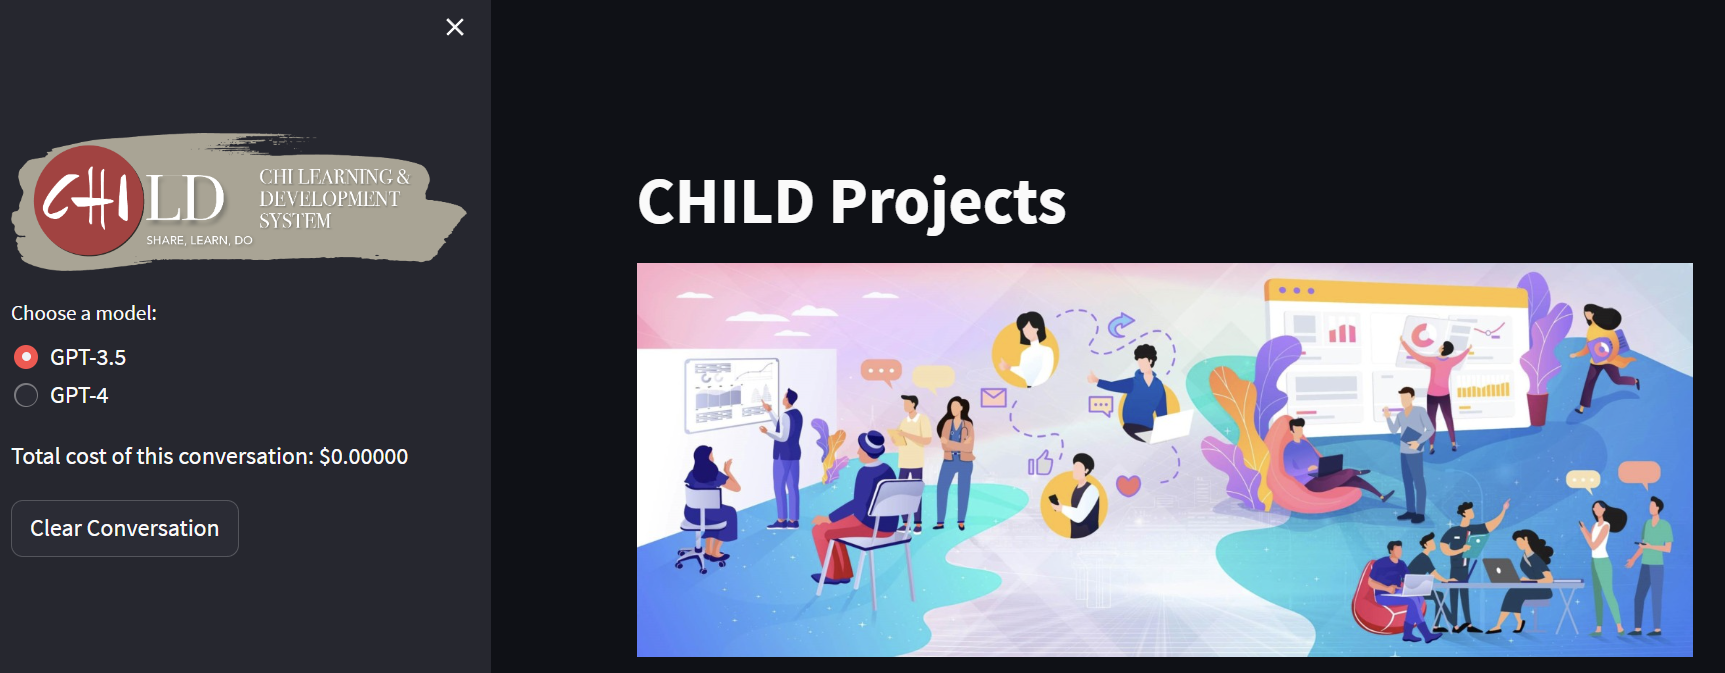 CHILD
CHI LEARNING &
DEVELOPMENT
SYSTEM
SHARE, LEARN, DO
Choose a model:
GPT-3.5
GPT-4
Total cost of this conversation: $0.00000
Clear Conversation
CHILD Projects